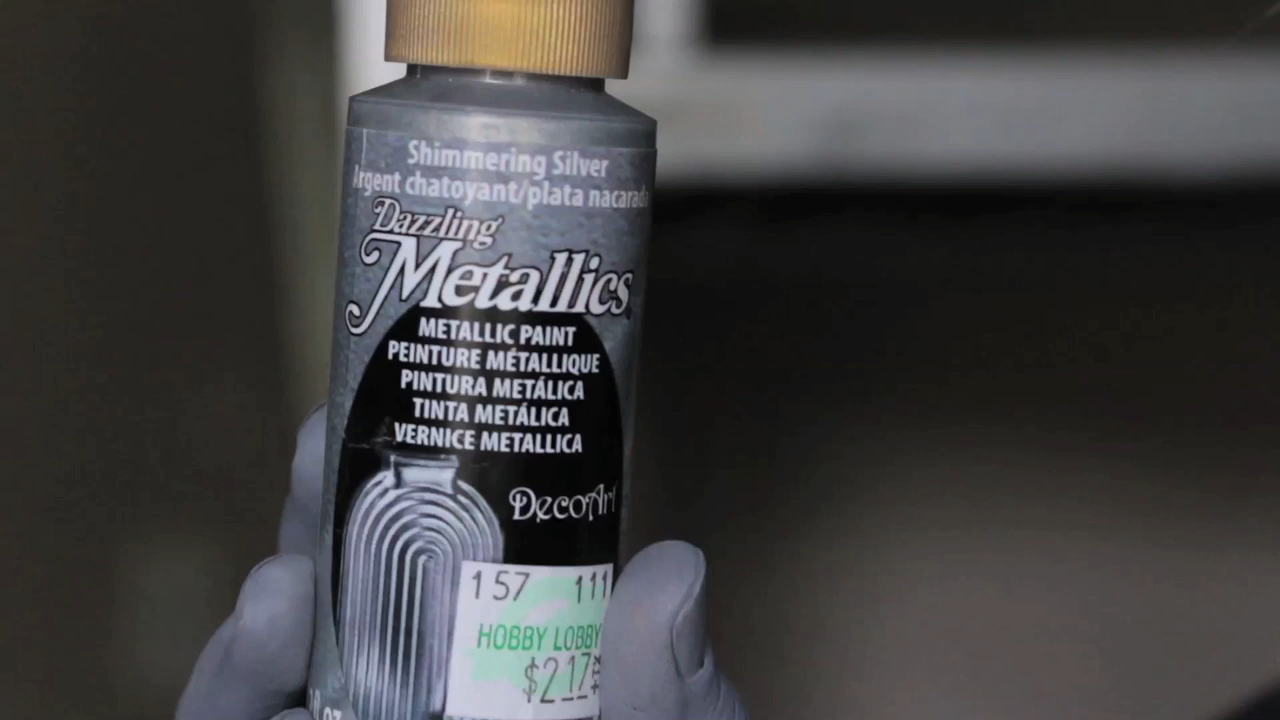 Shimmering Silver
Argent chatoyant/plata nacarada
Dazzling
Metallics
METALLIC PAINT
PEINTURE MÉTALLIQUE
PINTURA METÁLICA
TINTA METÁLICA
VERNICE METALLICA
DecoArt
157 111
HOBBY LOBBY
$2.17
OZ